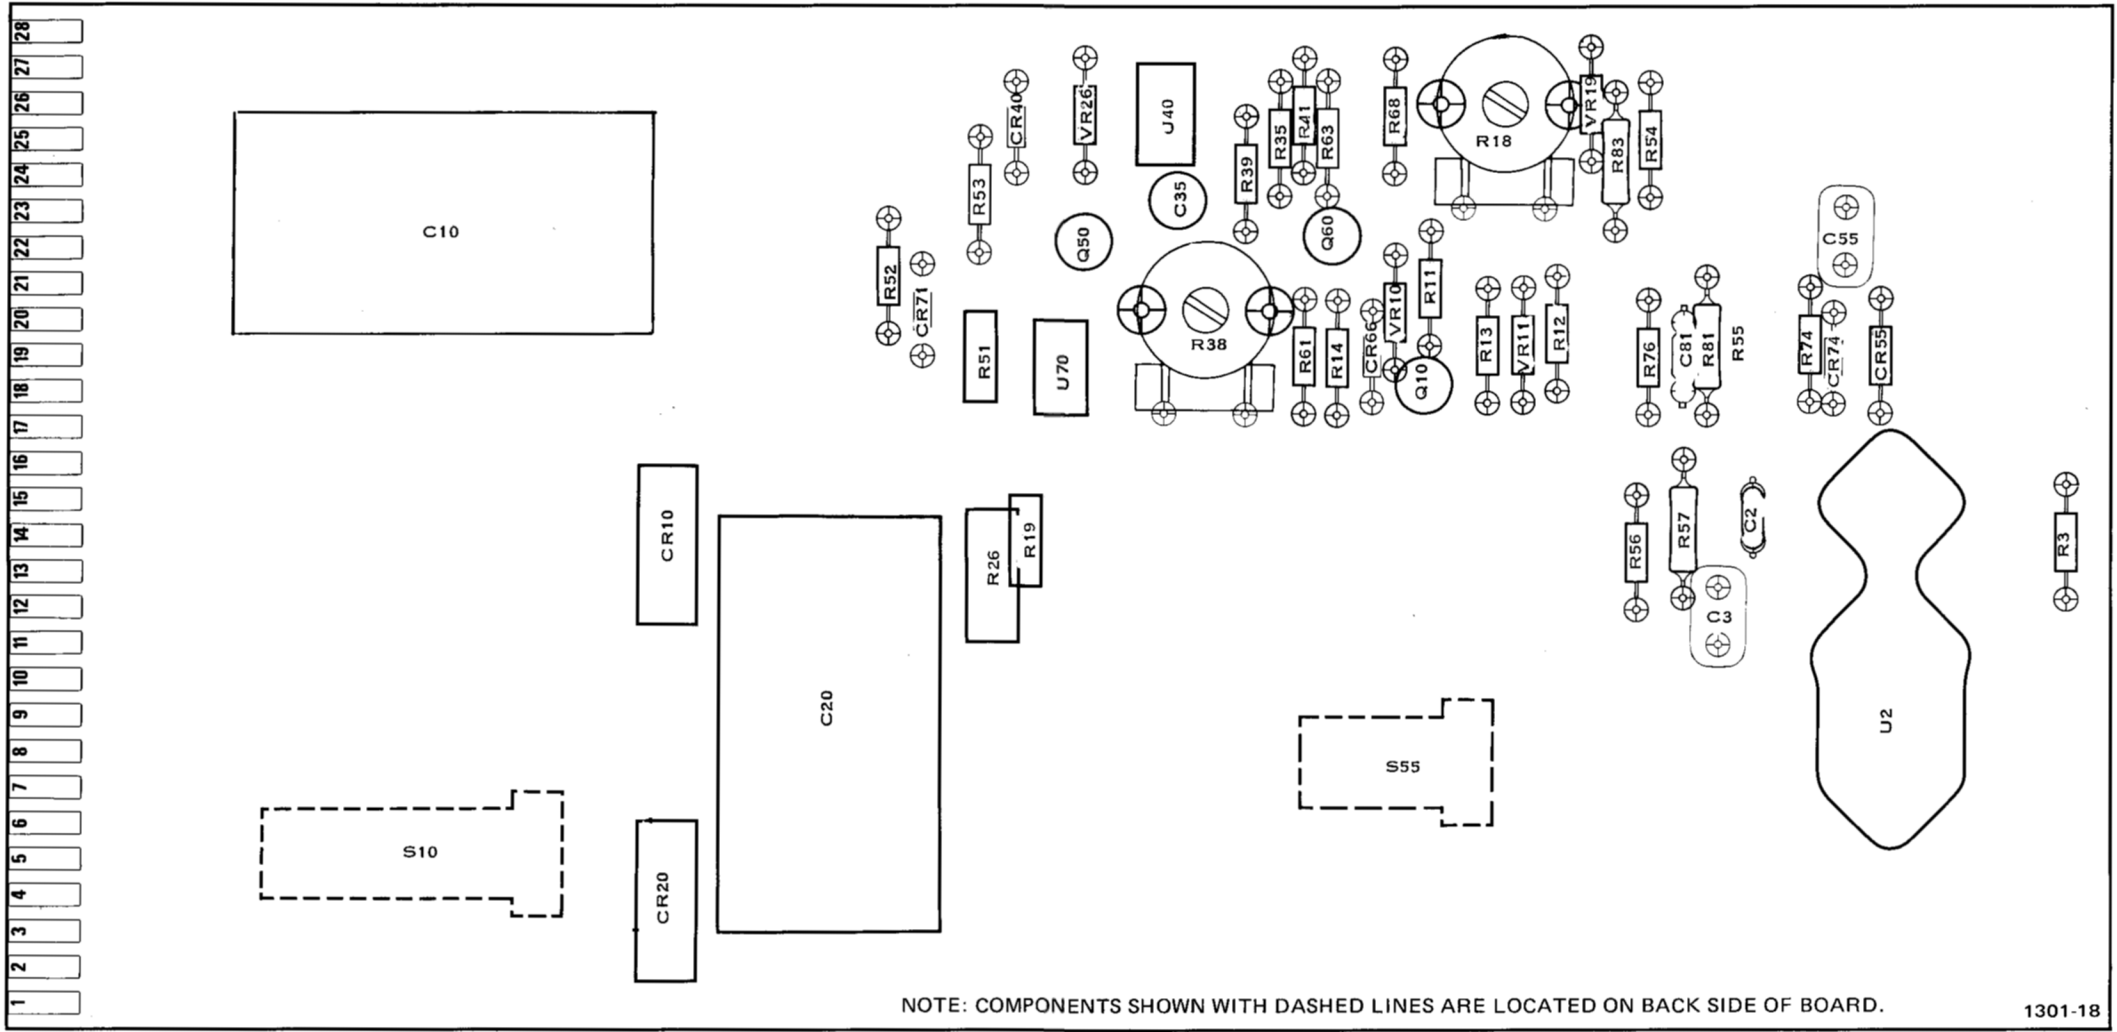 28
27
26
25
24
23
22
21
20
19
18
17
16
15
14
13
12
11
10
9
8
7
6
5
4
3
2
1
C10
S10
CR10
CR20
C20
R52
CR71
R53
CR40
VR26
U40
C35
Q50
R51
U70
R38
R26
R19
R39
R35
R41
R63
Q60
R68
R18
VR19
R83
R54
R61
R14
CR66
VR10
R11
Q10
R13
VR11
R12
R76
C81
R81
R55
C55
R74
CR74
CR55
R56
R57
C2
C3
U2
R3
S55
NOTE: COMPONENTS SHOWN WITH DASHED LINES ARE LOCATED ON BACK SIDE OF BOARD.
1301-18